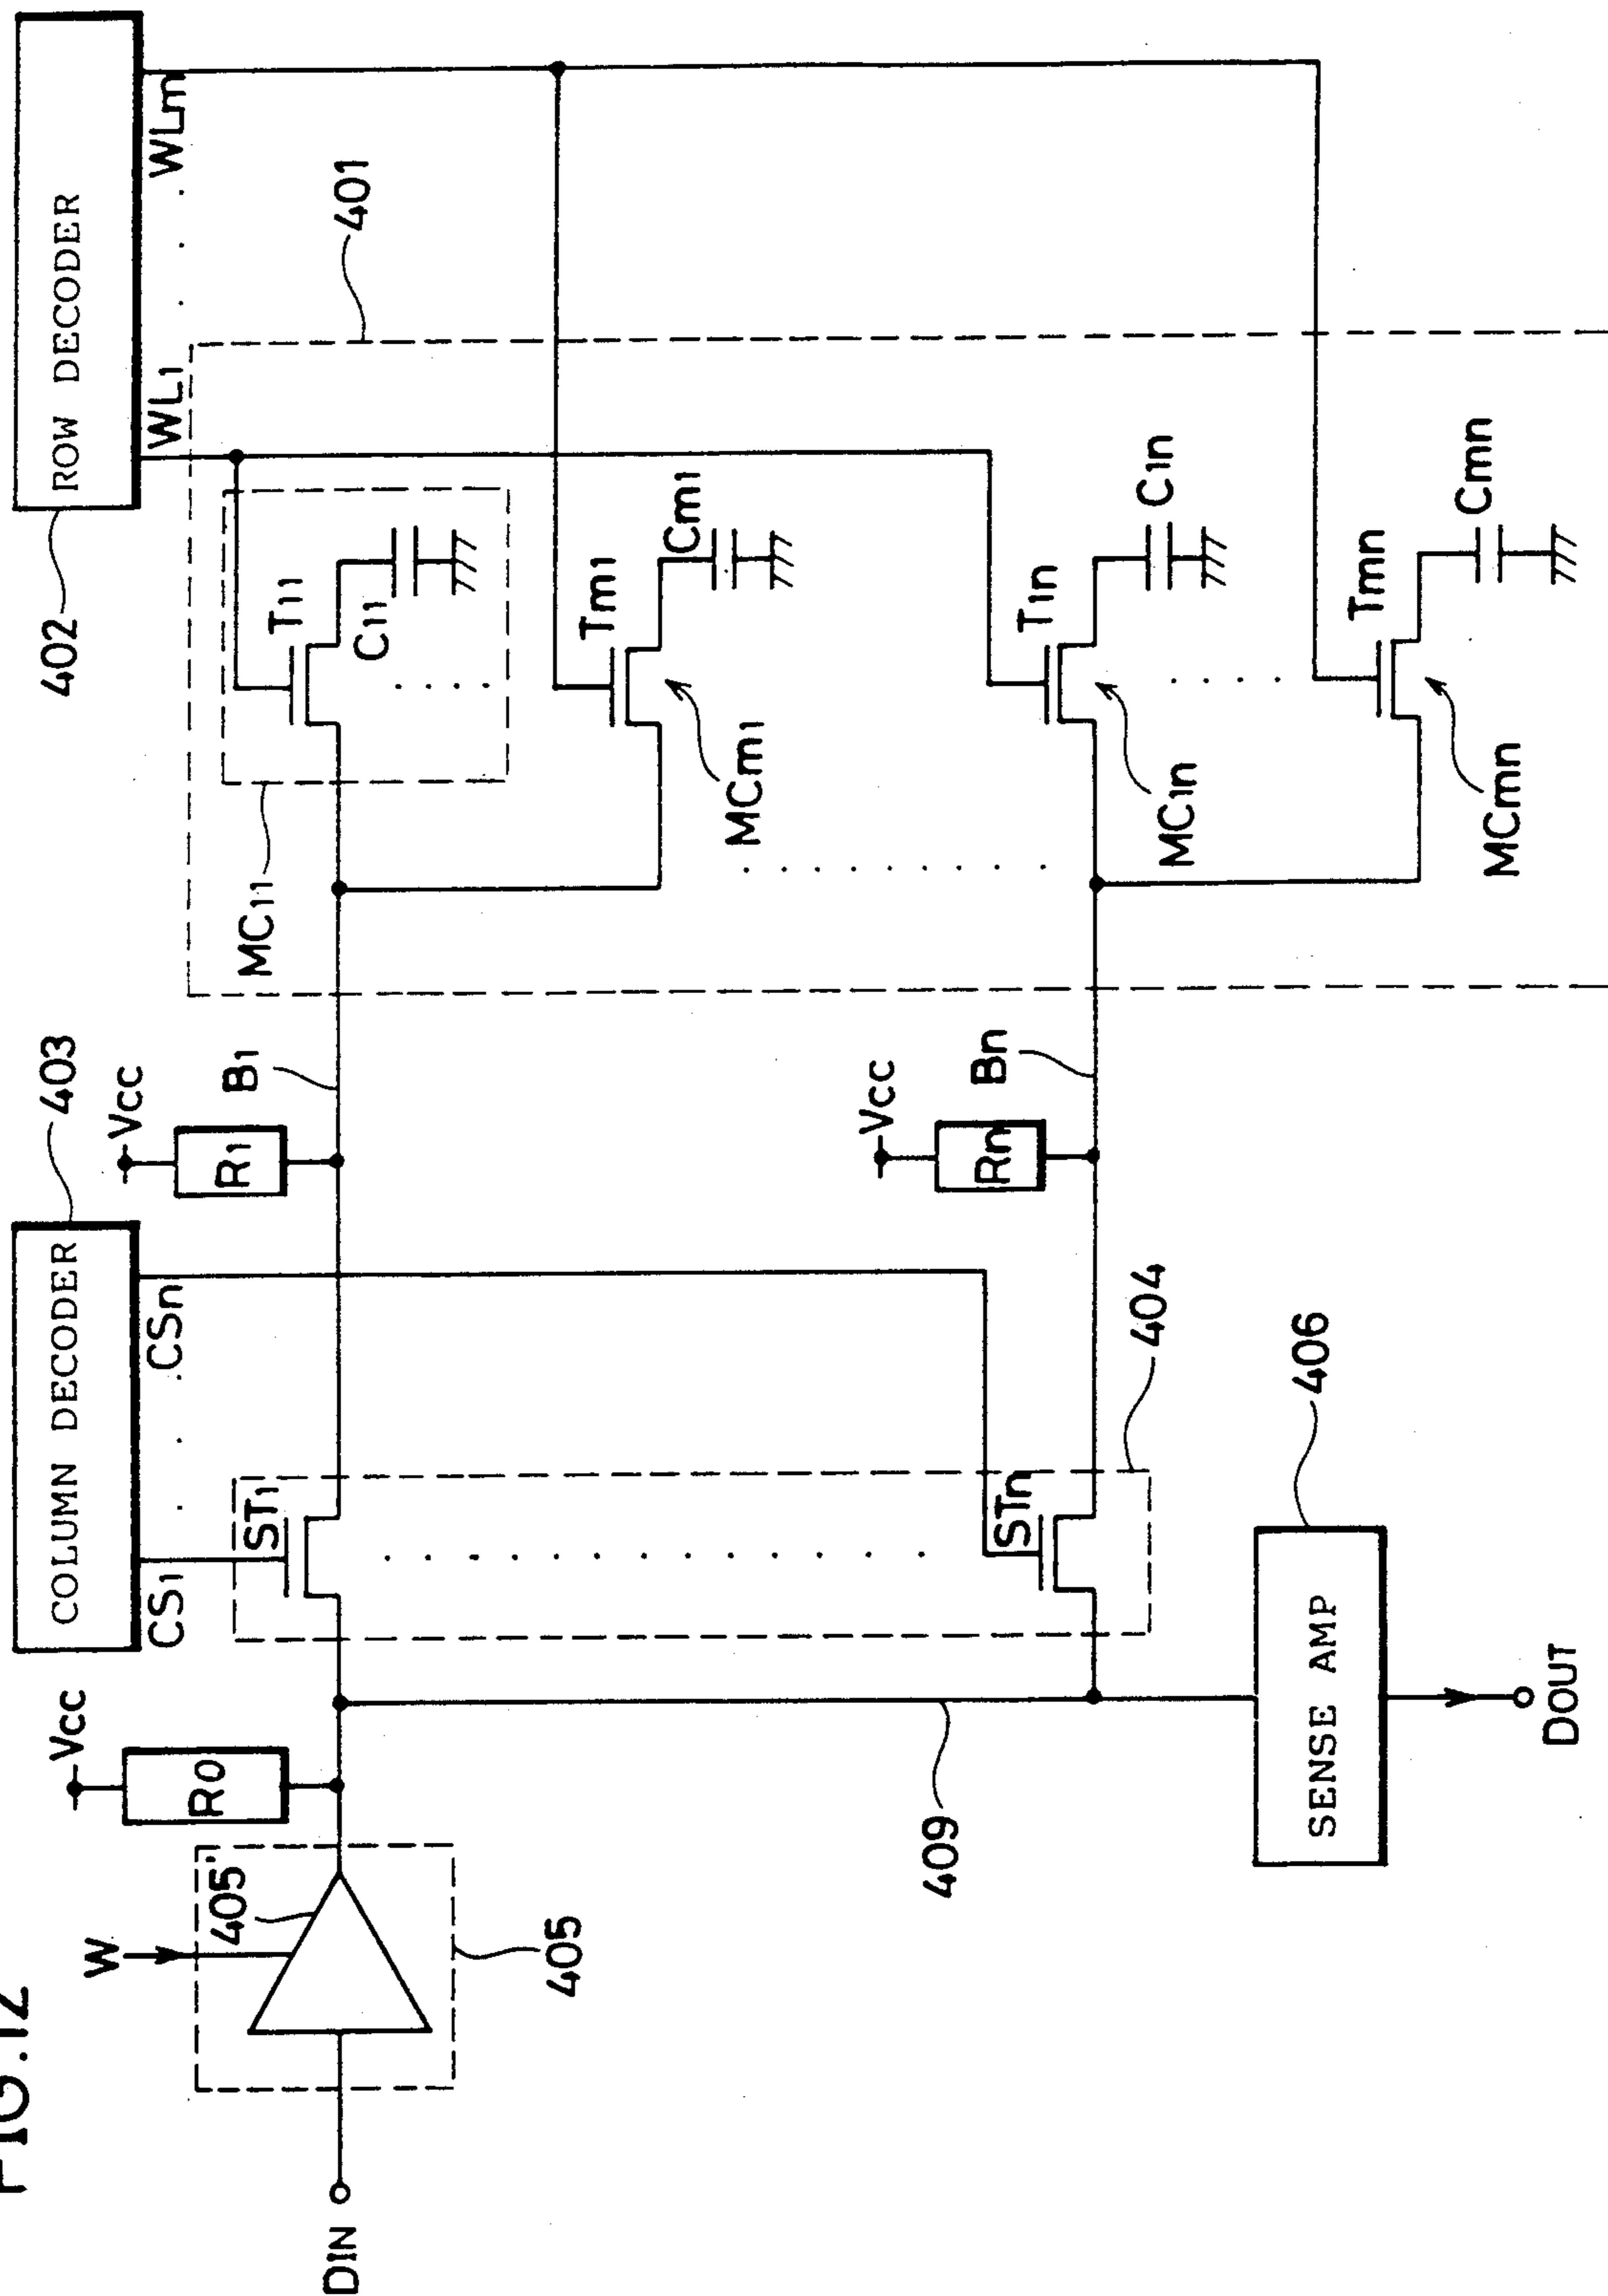 FIG.12
402
ROW DECODER
WL1
WLm
401
403
COLUMN DECODER
CS1
CSn
Vcc
R0
W
405'
405
DIN
ST1
STn
404
Vcc
R1
B1
Vcc
Rn
Bn
MC11
T11
C11
Tm1
Cm1
MCm1
T1n
C1n
MC1n
Tmn
Cmn
MCmn
409
406
SENSE AMP
DOUT